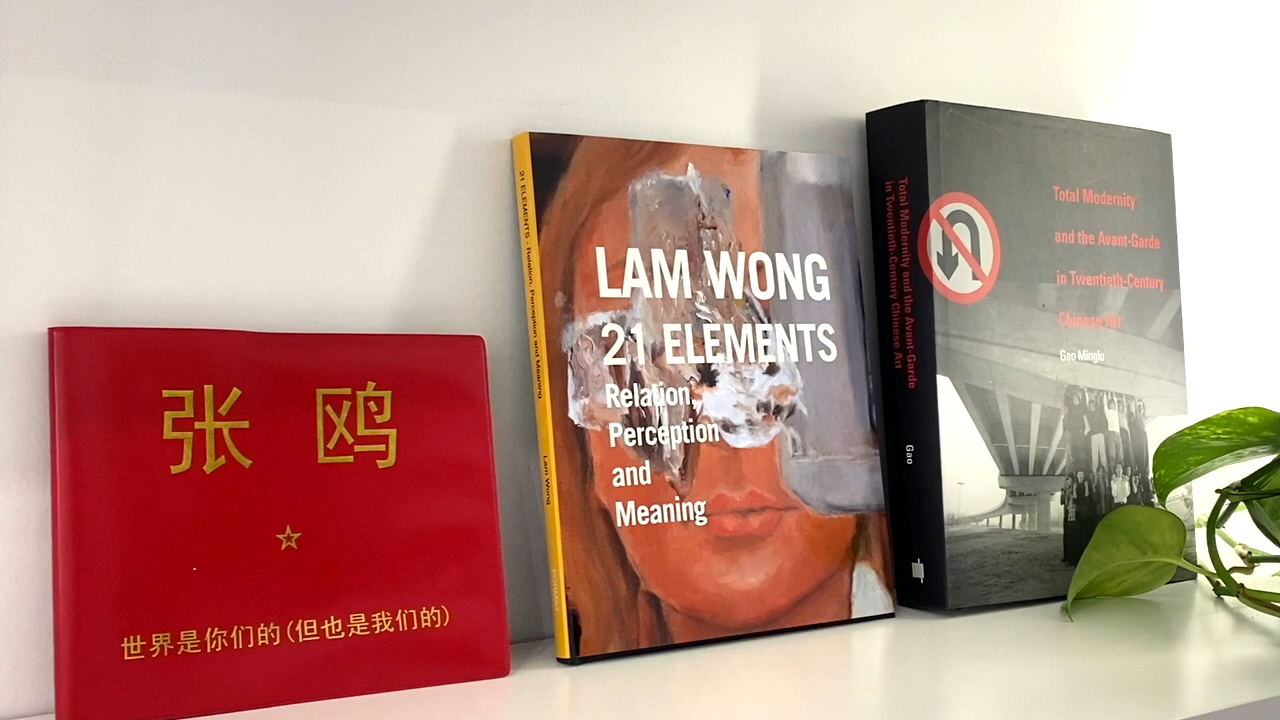 张 鸥
世界是你们的(但也是我们的)
21 ELEMENTS - Relation, Perception and Meaning
Lam Wong
LAM WONG
21 ELEMENTS
Relation,
Perception
and
Meaning
Total Modernity and the Avant-Garde
in Twentieth-Century Chinese Art
Gao
Total Modernity
and the Avant-Garde
in Twentieth-Century
Chinese Art
Gao Minglu